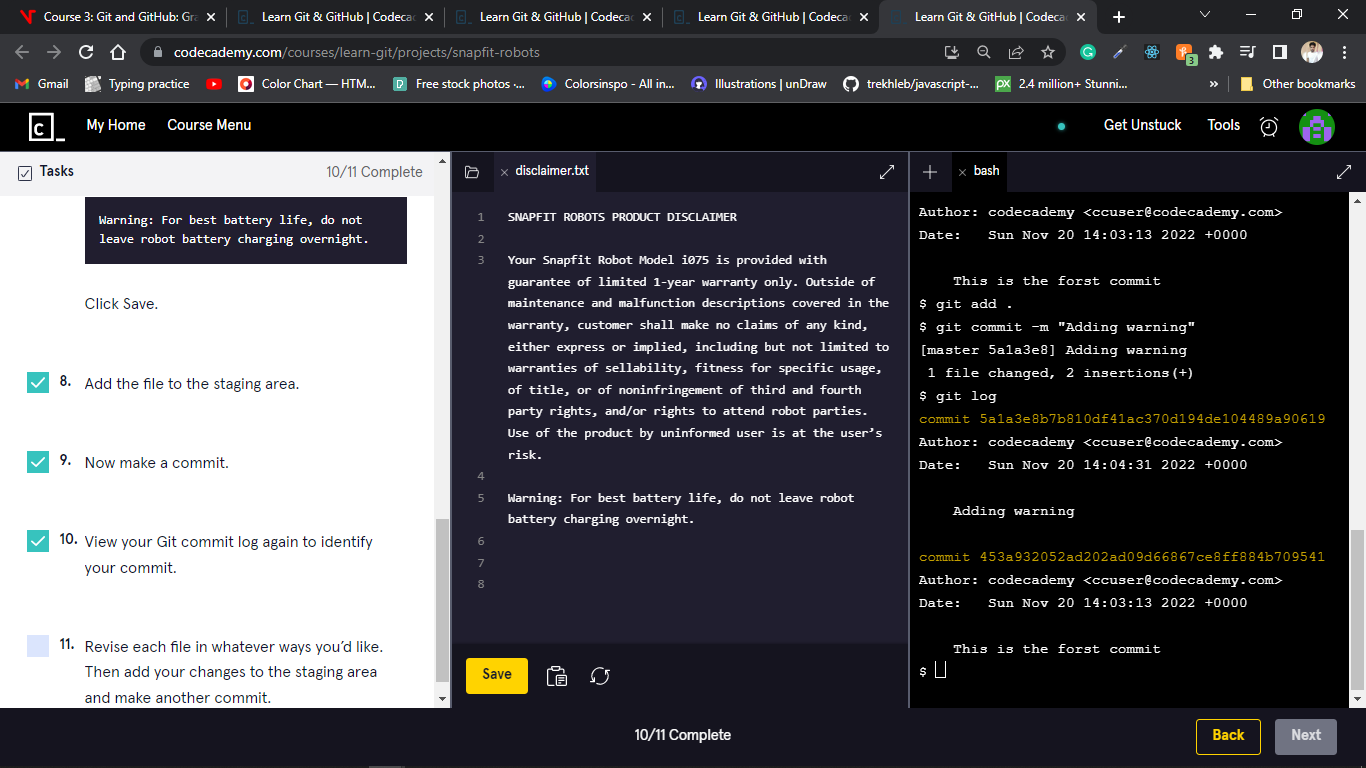 Course 3: Git and GitHub: Gra
Learn Git & GitHub | Codecac
Learn Git & GitHub | Codecac
Learn Git & GitHub | Codecac
Learn Git & GitHub | Codecac
codecademy.com/courses/learn-git/projects/snapfit-robots
3
Gmail
Typing practice
Color Chart — HTM...
Free stock photos ·...
Colorsinspo - All in...
Illustrations | unDraw
trekhleb/javascript-...
2.4 million+ Stunni...
»
Other bookmarks
My Home
Course Menu
Get Unstuck
Tools
Tasks
10/11 Complete
Warning: For best battery life, do not
leave robot battery charging overnight.
Click Save.
8. Add the file to the staging area.
9. Now make a commit.
10. View your Git commit log again to identify
your commit.
11. Revise each file in whatever ways you’d like.
Then add your changes to the staging area
and make another commit.
disclaimer.txt
1 SNAPFIT ROBOTS PRODUCT DISCLAIMER
2
3 Your Snapfit Robot Model i075 is provided with
guarantee of limited 1-year warranty only. Outside of
maintenance and malfunction descriptions covered in the
warranty, customer shall make no claims of any kind,
either express or implied, including but not limited to
warranties of sellability, fitness for specific usage,
of title, or of noninfringement of third and fourth
party rights, and/or rights to attend robot parties.
Use of the product by uninformed user is at the user’s
risk.
4
5 Warning: For best battery life, do not leave robot
battery charging overnight.
6
7
8
Save
bash
Author: codecademy <ccuser@codecademy.com>
Date:   Sun Nov 20 14:03:13 2022 +0000
This is the forst commit
$ git add .
$ git commit -m "Adding warning"
[master 5a1a3e8] Adding warning
1 file changed, 2 insertions(+)
$ git log
commit 5a1a3e8b7b810df41ac370d194de104489a90619
Author: codecademy <ccuser@codecademy.com>
Date:   Sun Nov 20 14:04:31 2022 +0000
Adding warning
commit 453a932052ad202ad09d66867ce8ff884b709541
Author: codecademy <ccuser@codecademy.com>
Date:   Sun Nov 20 14:03:13 2022 +0000
This is the forst commit
$
10/11 Complete
Back
Next